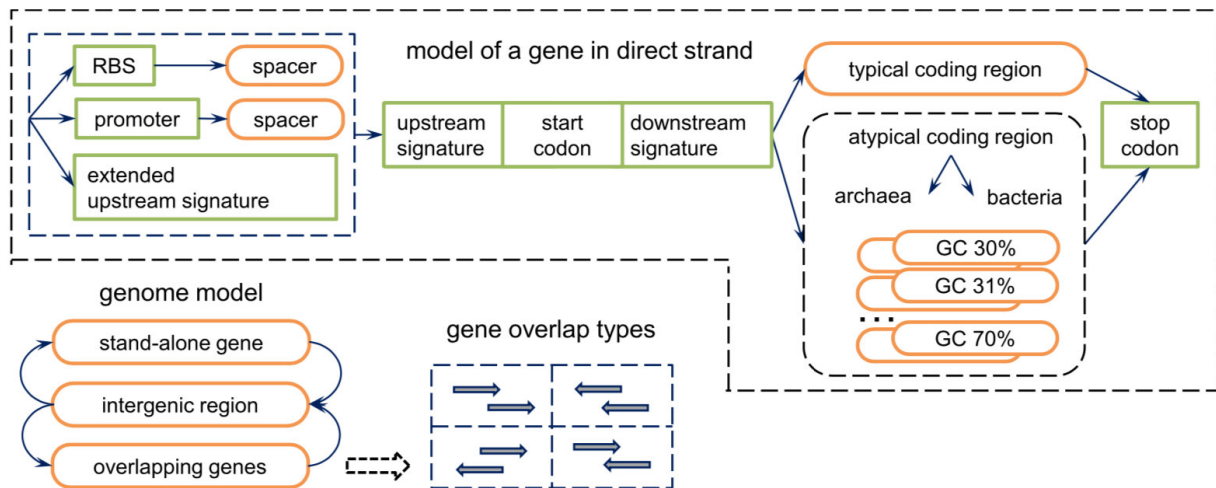 model of a gene in direct strand
RBS
spacer
promoter
spacer
extended
upstream signature
upstream
signature
start
codon
downstream
signature
typical coding region
atypical coding region
archaea
bacteria
GC 30%
GC 31%
...
GC 70%
stop
codon
genome model
stand-alone gene
intergenic region
overlapping genes
gene overlap types